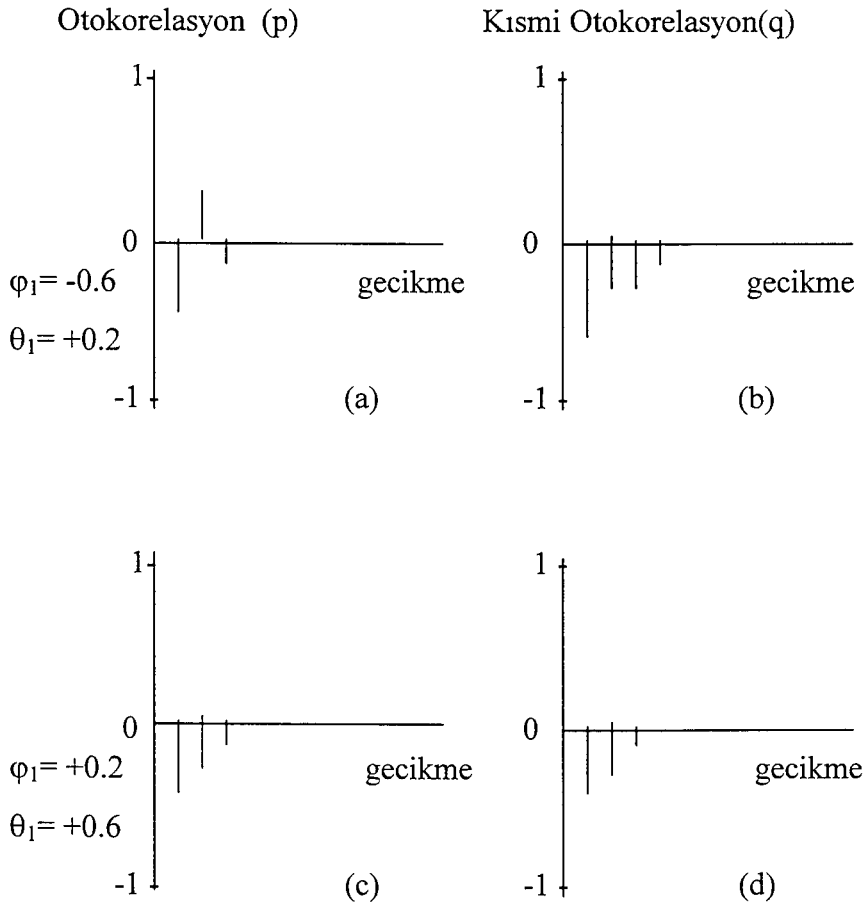 Otokorelasyon (p)
Kısmi Otokorelasyon(q)
1
0
-1
φ1= -0.6
θ1= +0.2
gecikme
(a)
1
0
-1
gecikme
(b)
1
0
-1
φ1= +0.2
θ1= +0.6
gecikme
(c)
1
0
-1
gecikme
(d)